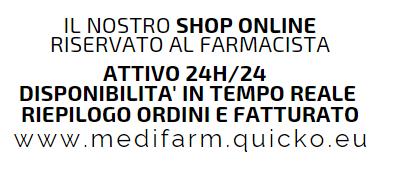 IL NOSTRO SHOP ONLINE
RISERVATO AL FARMACISTA
ATTIVO 24H/24
DISPONIBILITA' IN TEMPO REALE
RIEPILOGO ORDINI E FATTURATO
www.medifarm.quicko.eu